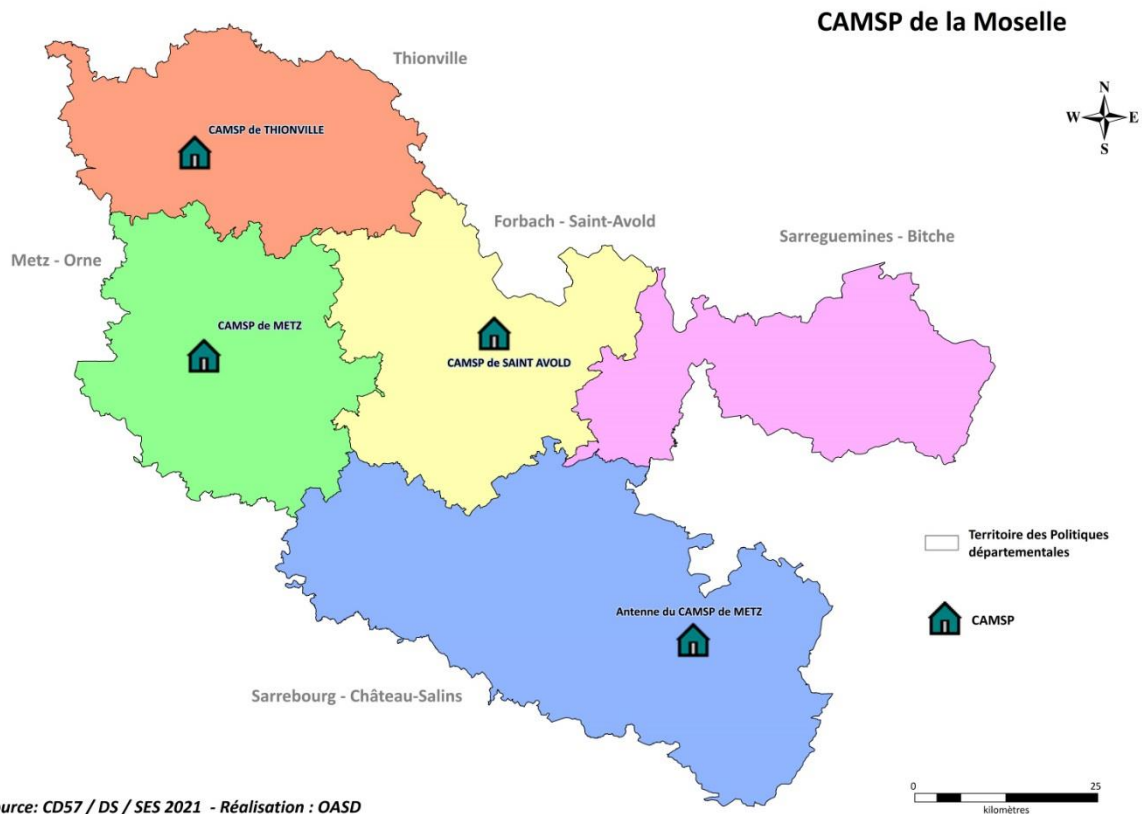 CAMSP de la Moselle
Thionville
N
W E
S
CAMSP de THIONVILLE
Forbach - Saint-Avold
Sarreguemines - Bitche
Metz - Orne
CAMSP de METZ
CAMSP de SAINT AVOLD
Territoire des Politiques
départementales
Antenne du CAMSP de METZ
CAMSP
Sarrebourg - Château-Salins
0 25
kilomètres
ource: CD57 / DS / SES 2021 - Réalisation : OASD